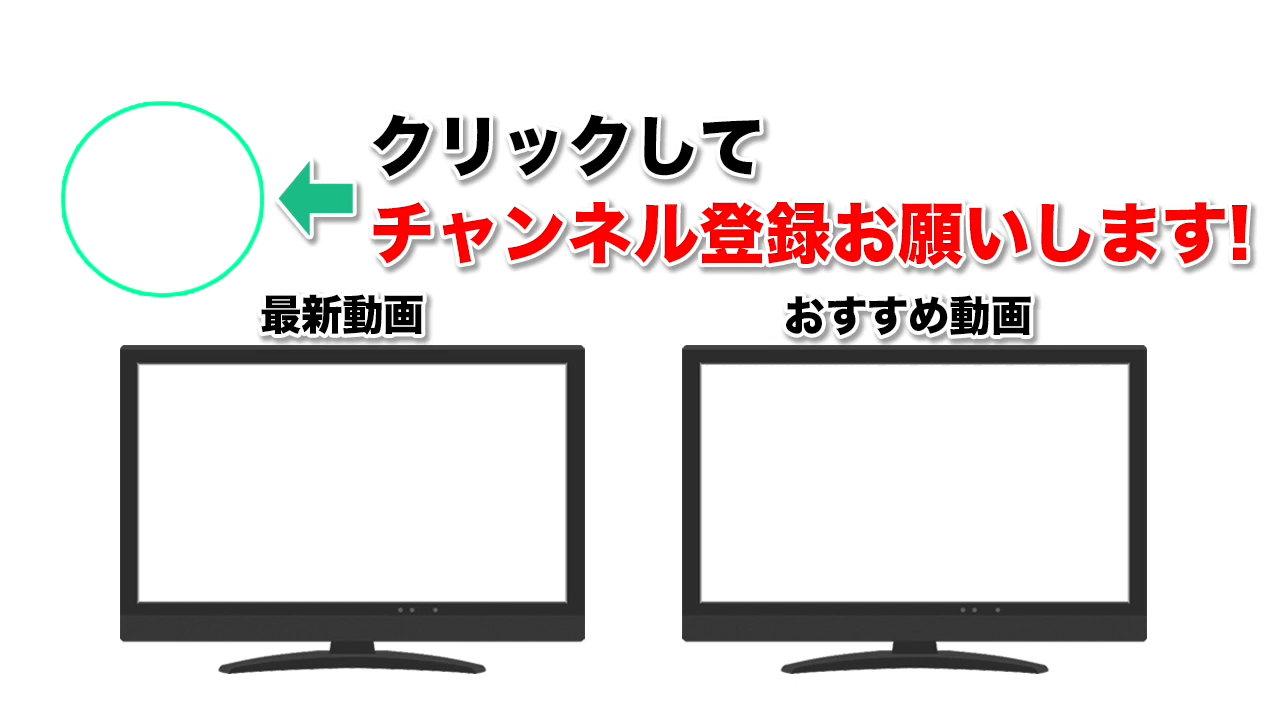 クリックして
チャンネル登録お願いします!
最新動画
おすすめ動画